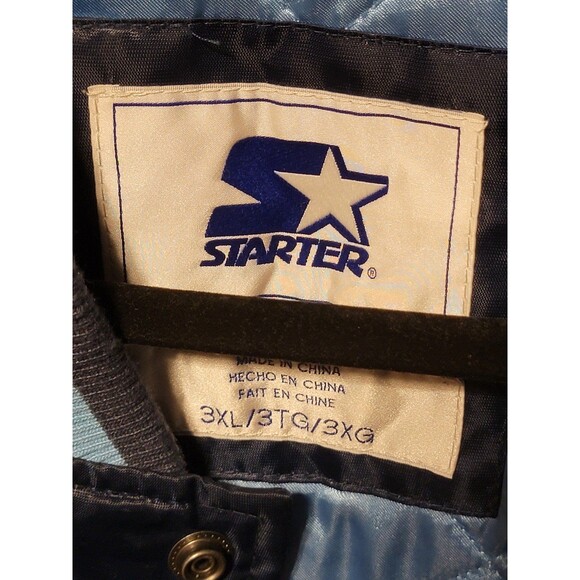 STARTER®
MADE IN CHINA
HECHO EN CHINA
FAIT EN CHINE
3XL/3TG/3XG